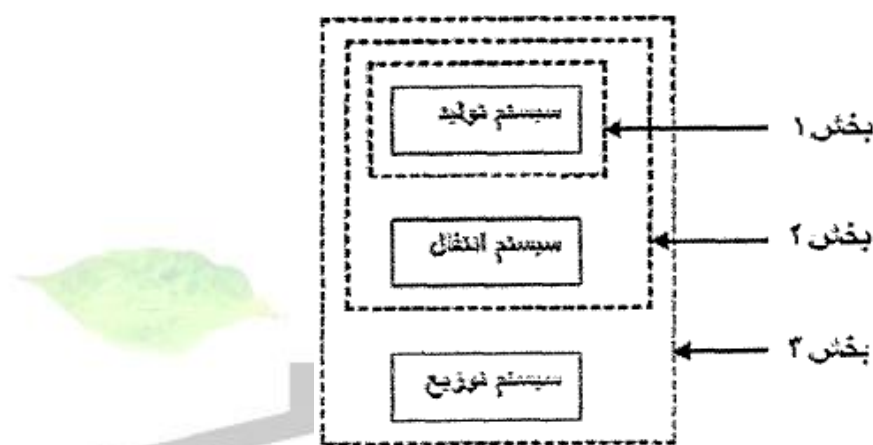 سیستم تولید
بخش ۱
سیستم انتقال
بخش ۲
بخش ۳
سیستم توزیع